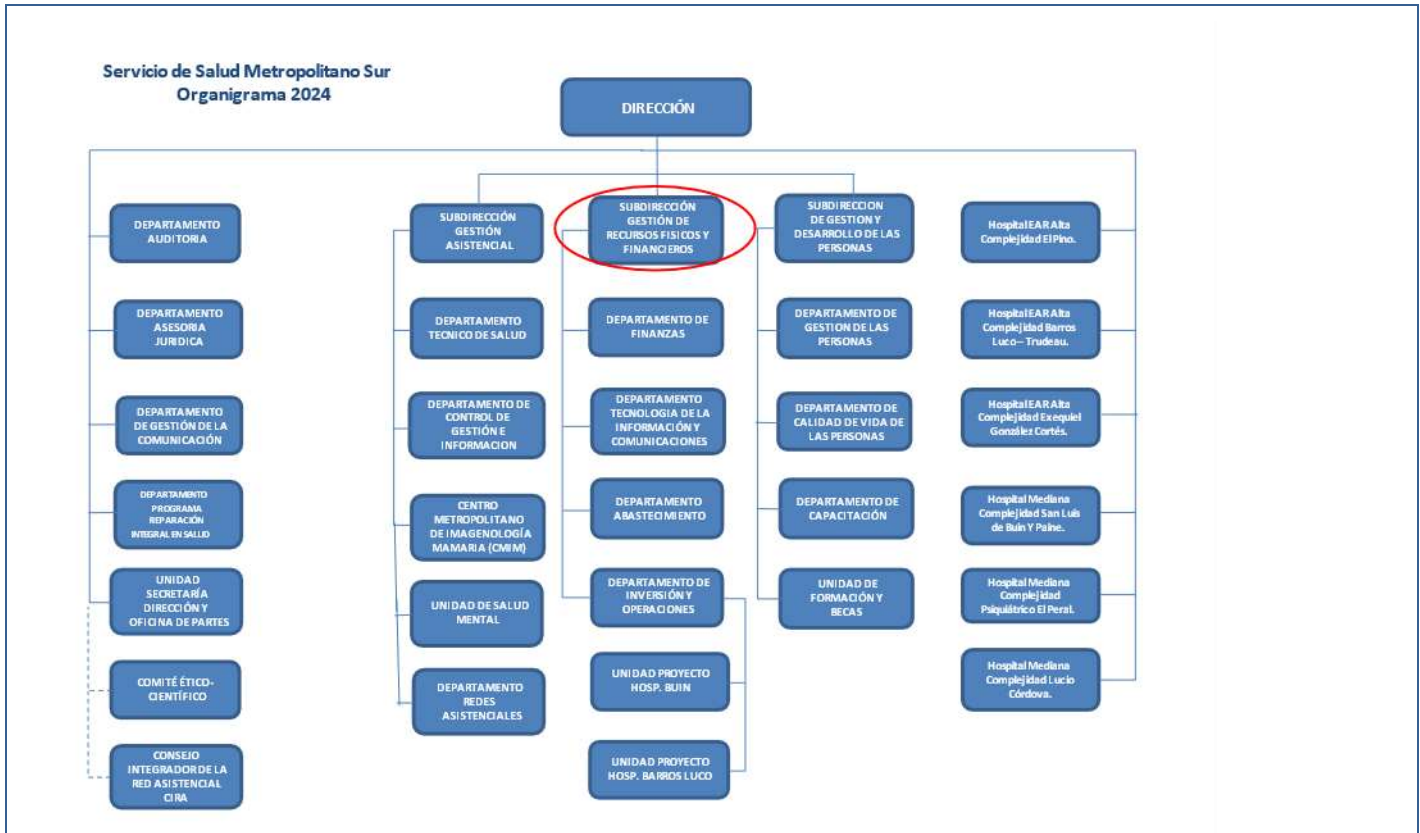 Servicio de Salud Metropolitano Sur
Organigrama 2024
DIRECCIÓN
DEPARTAMENTO
AUDITORIA
DEPARTAMENTO
ASESORIA
JURIDICA
DEPARTAMENTO
DE GESTIÓN DE LA
COMUNICACIÓN
DEPARTAMENTO
PROGRAMA
REPARACIÓN
INTEGRAL EN SALUD
UNIDAD
SECRETARÍA
DIRECCIÓN Y
OFICINA DE PARTES
COMITÉ ÉTICO-
CIENTÍFICO
CONSEJO
INTEGRADOR DE LA
RED ASISTENCIAL
CIRA
SUBDIRECCIÓN
GESTIÓN
ASISTENCIAL
DEPARTAMENTO
TECNICO DE SALUD
DEPARTAMENTO DE
CONTROL DE
GESTIÓN E
INFORMACION
CENTRO
METROPOLITANO
DE IMAGENOLOGÍA
MAMARIA (CMIM)
UNIDAD DE SALUD
MENTAL
DEPARTAMENTO
REDES
ASISTENCIALES
SUBDIRECCIÓN
GESTIÓN DE
RECURSOS FISICOS Y
FINANCIEROS
DEPARTAMENTO DE
FINANZAS
DEPARTAMENTO
TECNOLOGIA DE LA
INFORMACIÓN Y
COMUNICACIONES
DEPARTAMENTO
ABASTECIMIENTO
DEPARTAMENTO DE
INVERSIÓN Y
OPERACIONES
UNIDAD PROYECTO
HOSP. BUIN
UNIDAD PROYECTO
HOSP. BARROS LUCO
SUBDIRECCION
DE GESTION Y
DESARROLLO DE LAS
PERSONAS
DEPARTAMENTO DE
GESTION DE LAS
PERSONAS
DEPARTAMENTO DE
CALIDAD DE VIDA DE
LAS PERSONAS
DEPARTAMENTO DE
CAPACITACIÓN
UNIDAD DE
FORMACIÓN Y
BECAS
Hospital EAR Alta
Complejidad El Pino.
Hospital EAR Alta
Complejidad Barros
Luco – Trudeau.
Hospital EAR Alta
Complejidad Exequiel
González Cortés.
Hospital Mediana
Complejidad San Luis
de Buin Y Paine.
Hospital Mediana
Complejidad
Psiquiátrico El Peral.
Hospital Mediana
Complejidad Lucio
Córdova.